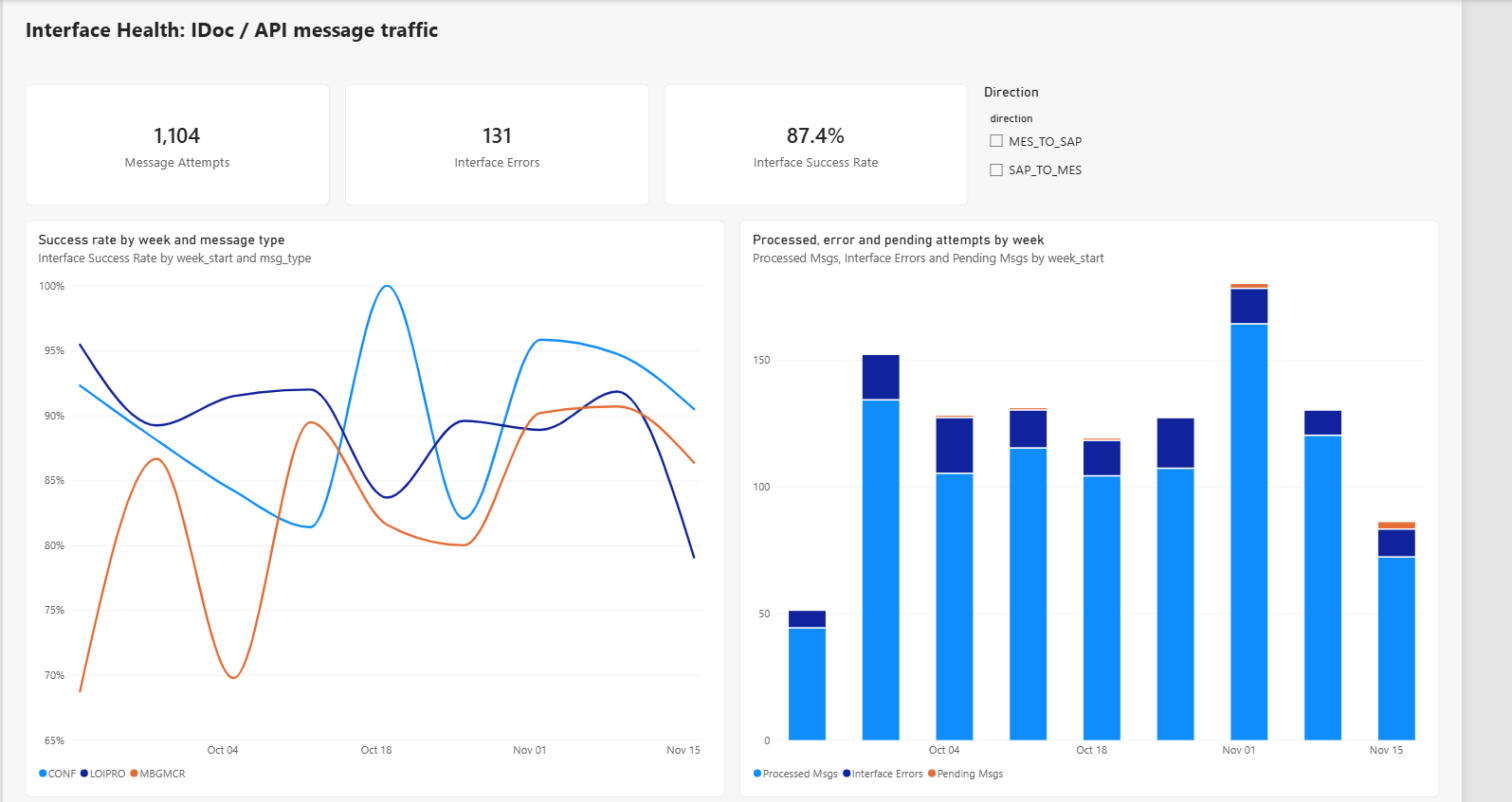 Interface Health: IDoc / API message traffic
1,104
Message Attempts
131
Interface Errors
87.4%
Interface Success Rate
Direction
direction
MES_TO_SAP
SAP_TO_MES
Success rate by week and message type
Interface Success Rate by week_start and msg_type
100%
95%
90%
85%
80%
75%
70%
65%
Oct 04 Oct 18 Nov 01 Nov 15
CONF LOIPRO MBGMCR
Processed, error and pending attempts by week
Processed Msgs, Interface Errors and Pending Msgs by week_start
150
100
50
0
Oct 04 Oct 18 Nov 01 Nov 15
Processed Msgs Interface Errors Pending Msgs